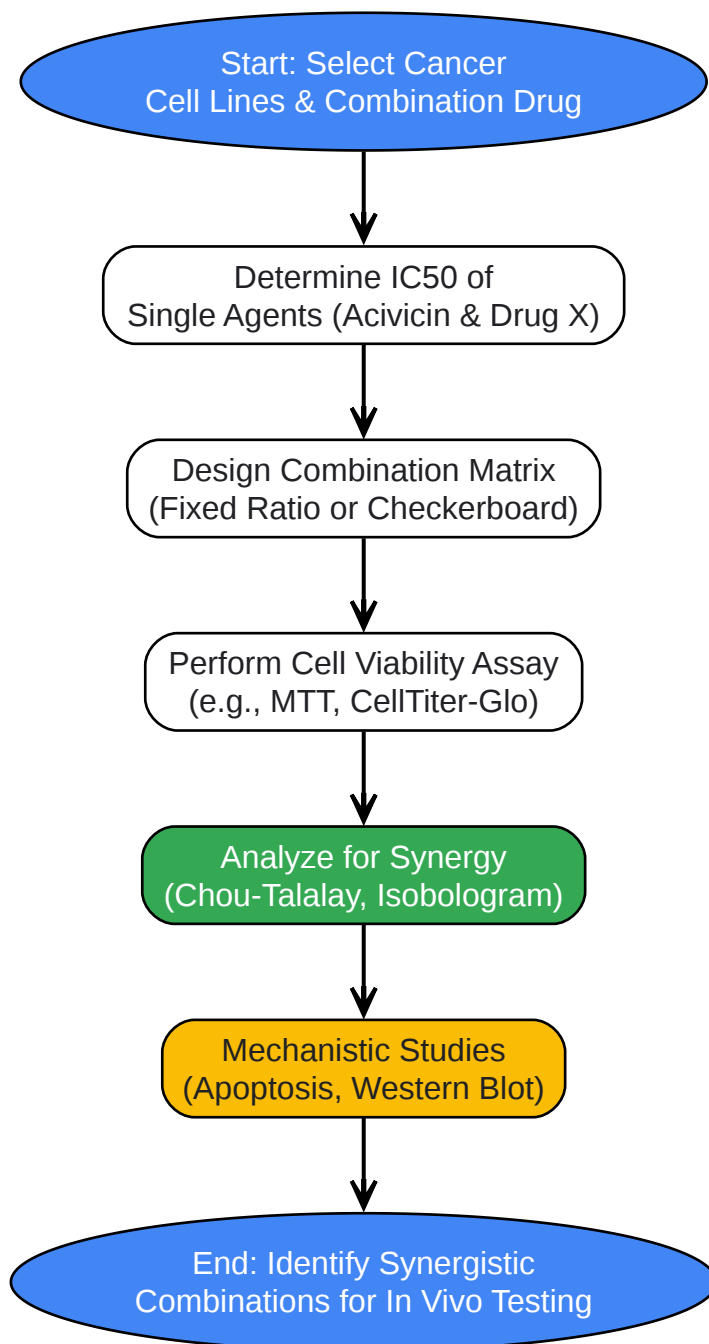 Start: Select Cancer
Cell Lines & Combination Drug
Determine IC50 of
Single Agents (Acivicin & Drug X)
Design Combination Matrix
(Fixed Ratio or Checkerboard)
Perform Cell Viability Assay
(e.g., MTT, CellTiter-Glo)
Analyze for Synergy
(Chou-Talalay, Isobologram)
Mechanistic Studies
(Apoptosis, Western Blot)
End: Identify Synergistic
Combinations for In Vivo Testing